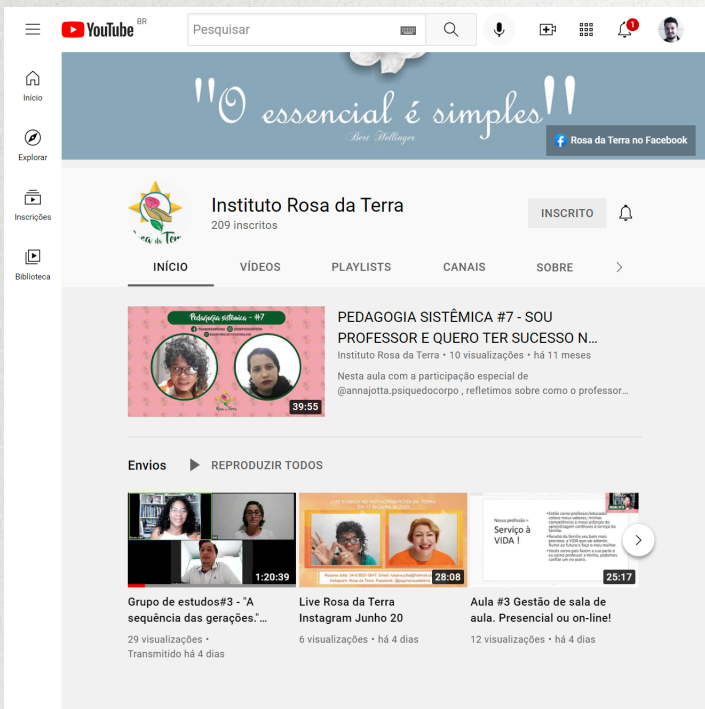 YouTube BR
Pesquisar
1
Início
Explorar
Inscrições
Biblioteca
"O essencial é simples"
Bert Hellinger
Rosa da Terra no Facebook
Rosa da Terra
Instituto Rosa da Terra
209 inscritos
INSCRITO
INÍCIO
VÍDEOS
PLAYLISTS
CANAIS
SOBRE
Pedagogia sistêmica - #7
39:55
PEDAGOGIA SISTÊMICA #7 - SOU
PROFESSOR E QUERO TER SUCESSO N...
Instituto Rosa da Terra • 10 visualizações • há 11 meses
Nesta aula com a participação especial de
@annajotta.psiquedocorpo , refletimos sobre como o professor...
Envios
REPRODUZIR TODOS
1:20:39
Grupo de estudos#3 - "A
sequência das gerações."...
29 visualizações •
Transmitido há 4 dias
28:08
Live Rosa da Terra
Instagram Junho 20
6 visualizações • há 4 dias
Nossa profissão =
Serviço à
VIDA !
25:17
Aula #3 Gestão de sala de
aula. Presencial ou on-line!
12 visualizações • há 4 dias